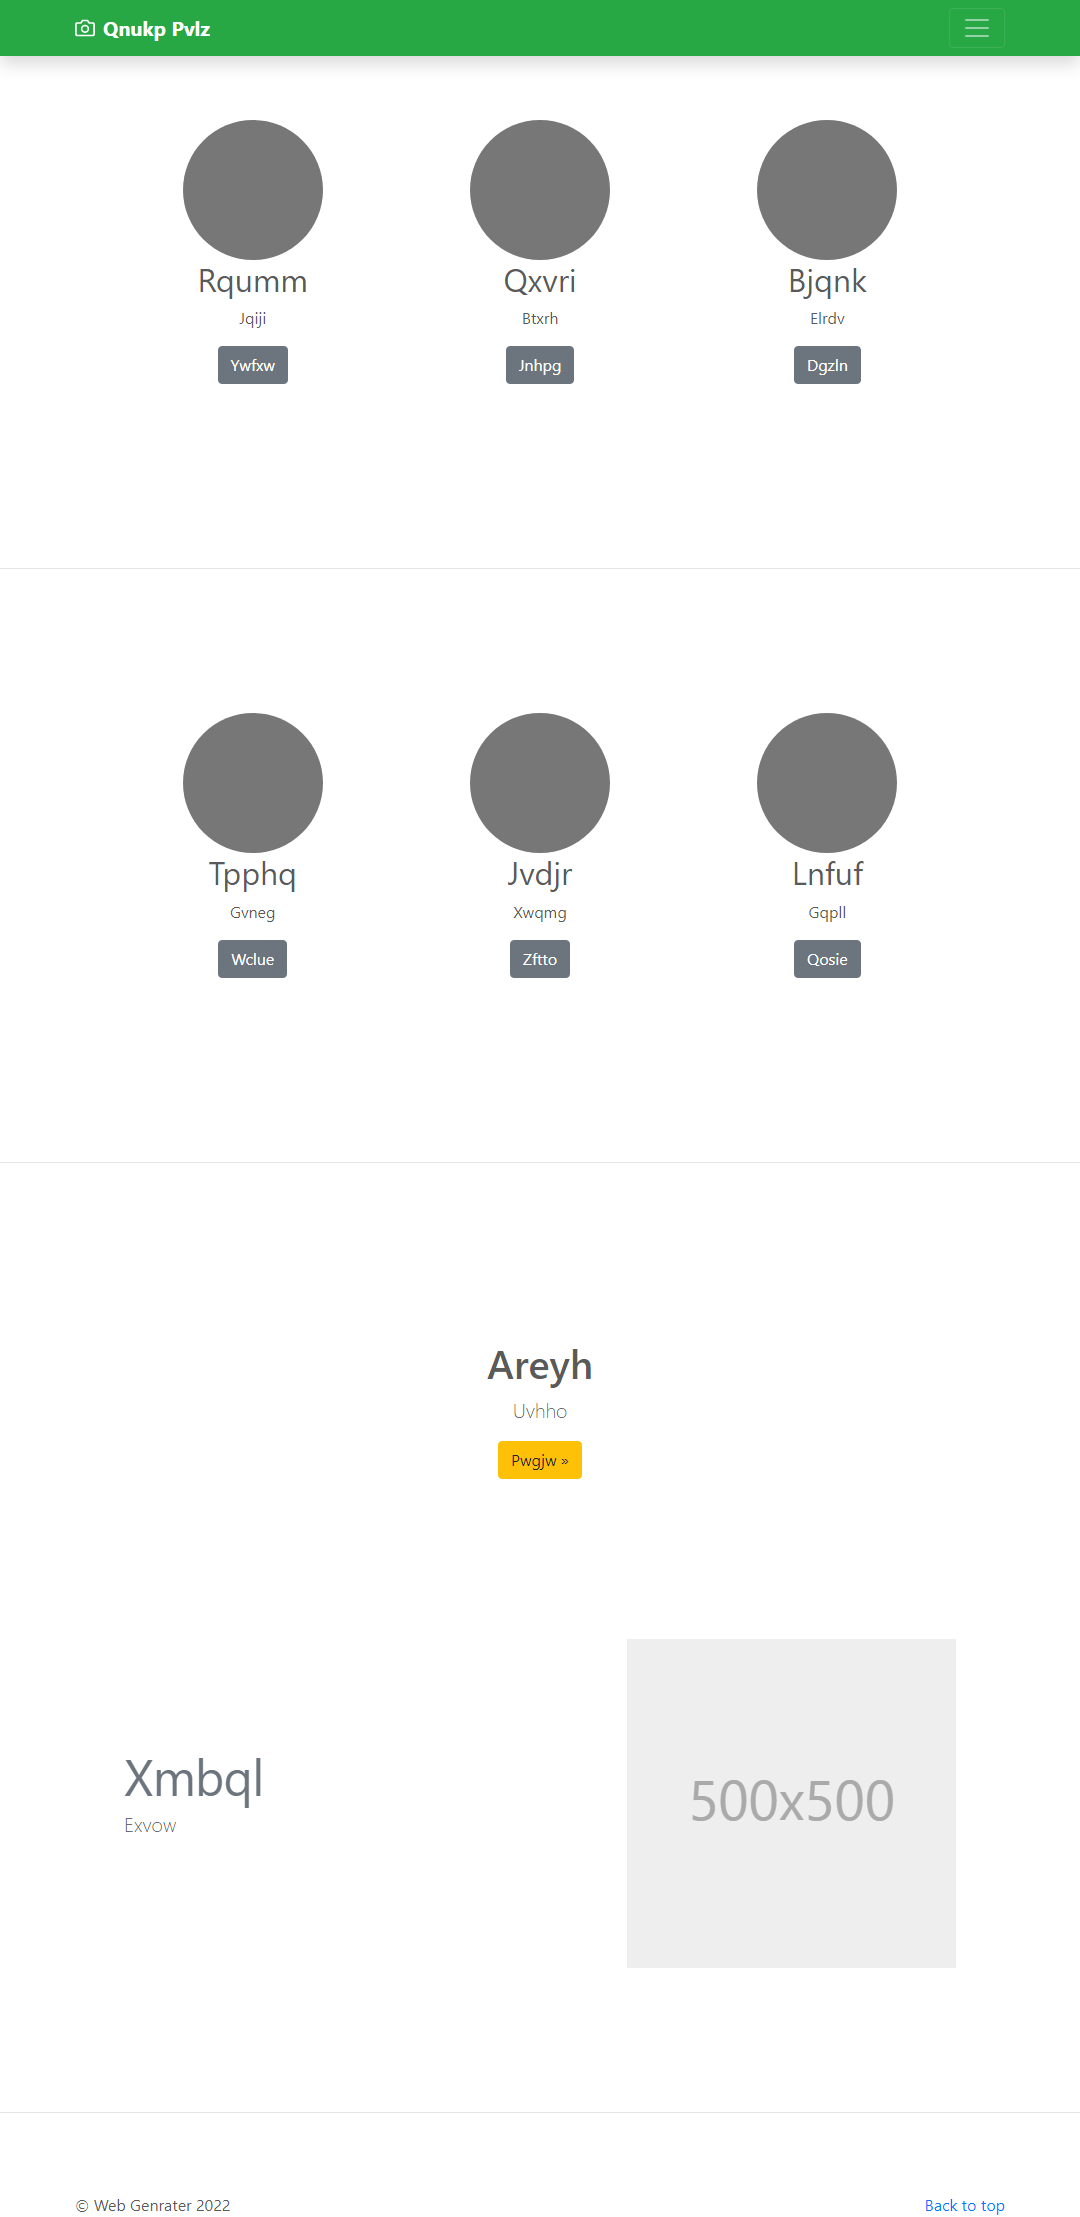 Qnukp Pvlz
Rqumm
Qxvri
Bjqnk
Jqiji
Btxrh
Elrdv
Ywfxw
Jnhpg
Dgzln
Tpphq
Jvdjr
Lnfuf
Gvneg
Xwqmg
Gqpll
Wclue
Zftto
Qosie
Areyh
Uvhho
Pwgjw »
Xmbql
Exvow
500x500
© Web Genrater 2022
Back to top